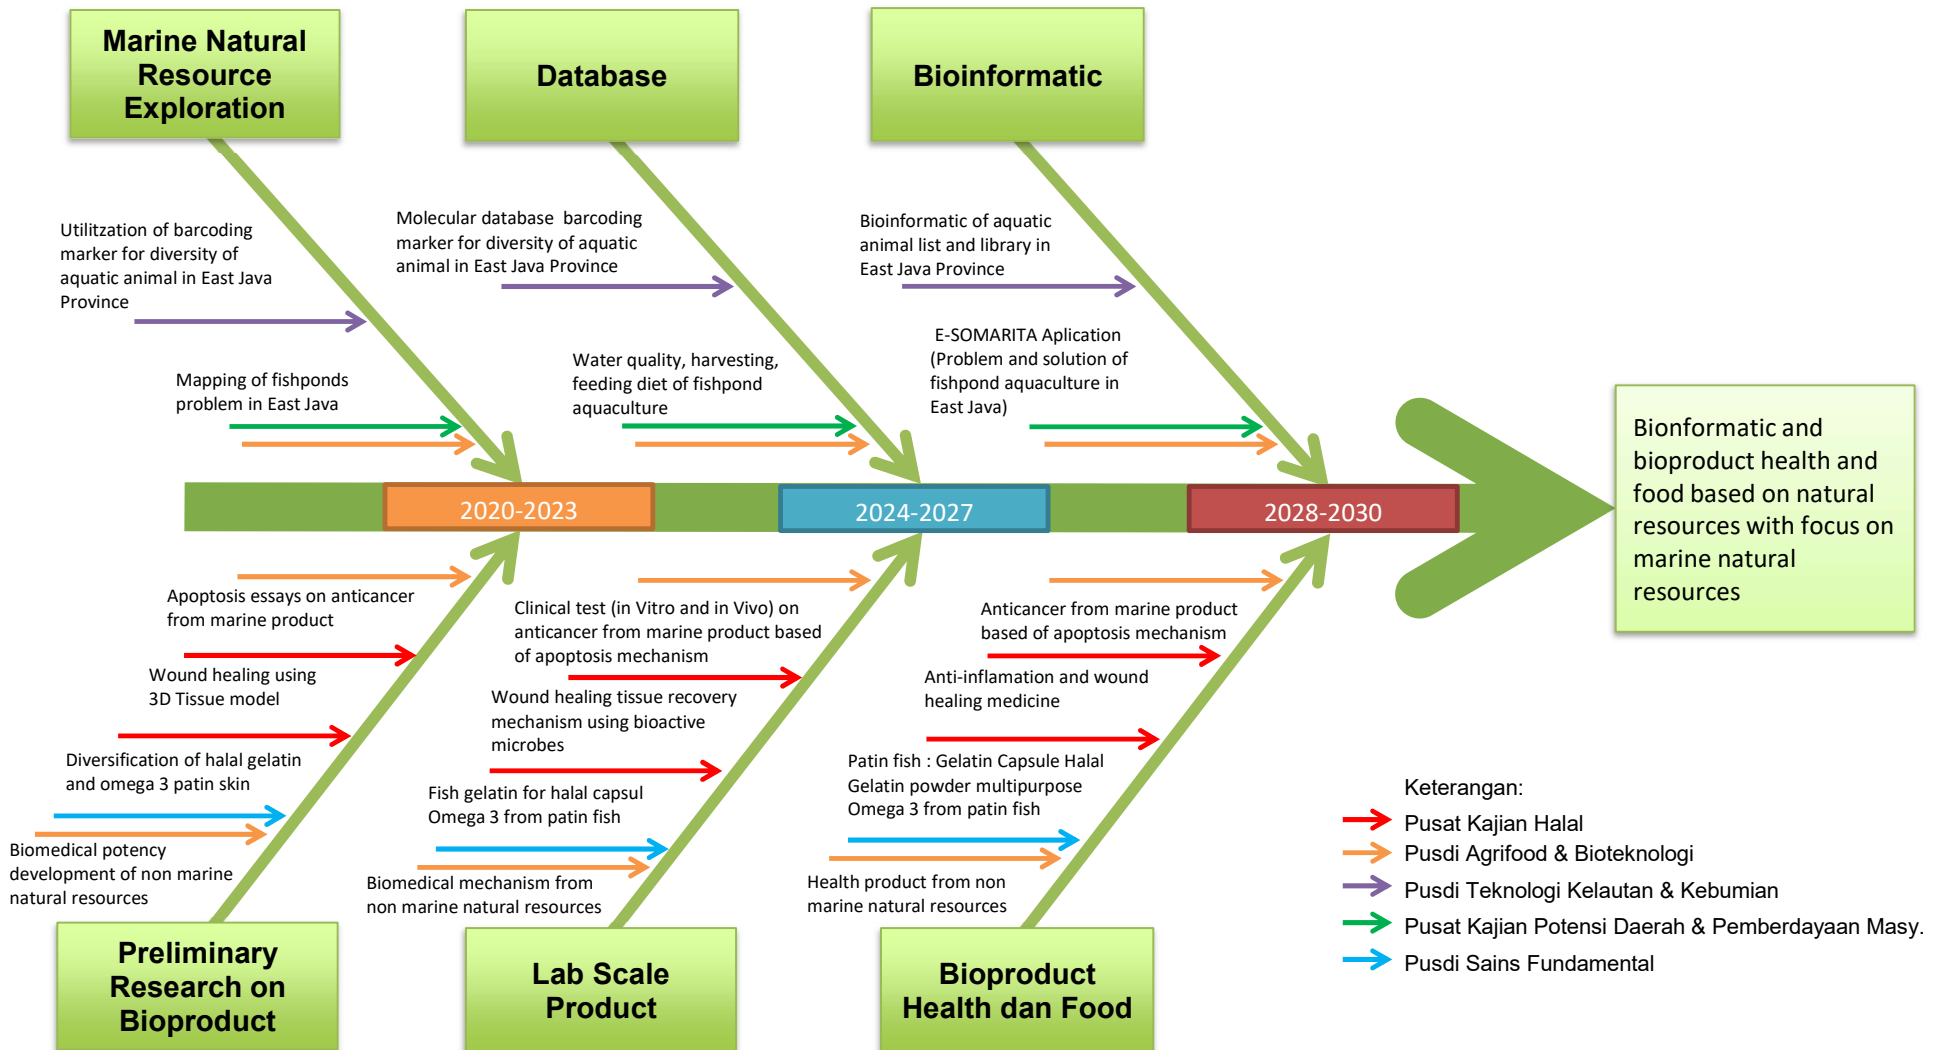 Marine Natural
Resource
Exploration
Database
Bioinformatic
Utilitzation of barcoding
marker for diversity of
aquatic animal in East Java
Province
Molecular database barcoding
marker for diversity of aquatic
animal in East Java Province
Bioinformatic of aquatic
animal list and library in
East Java Province
Mapping of fishponds
problem in East Java
Water quality, harvesting,
feeding diet of fishpond
aquaculture
E-SOMARITA Aplication
(Problem and solution of
fishpond aquaculture in
East Java)
2020-2023
2024-2027
2028-2030
Bionformatic and
bioproduct health and
food based on natural
resources with focus on
marine natural
resources
Apoptosis essays on anticancer
from marine product
Wound healing using
3D Tissue model
Diversification of halal gelatin
and omega 3 patin skin
Biomedical potency
development of non marine
natural resources
Clinical test (in Vitro and in Vivo) on
anticancer from marine product based
of apoptosis mechanism
Wound healing tissue recovery
mechanism using bioactive
microbes
Fish gelatin for halal capsul
Omega 3 from patin fish
Biomedical mechanism from
non marine natural resources
Anticancer from marine product
based of apoptosis mechanism
Anti-inflamation and wound
healing medicine
Patin fish : Gelatin Capsule Halal
Gelatin powder multipurpose
Omega 3 from patin fish
Health product from non
marine natural resources
Preliminary
Research on
Bioproduct
Lab Scale
Product
Bioproduct
Health dan Food
Keterangan:
Pusat Kajian Halal
Pusdi Agrifood & Bioteknologi
Pusdi Teknologi Kelautan & Kebumian
Pusat Kajian Potensi Daerah & Pemberdayaan Masy.
Pusdi Sains Fundamental